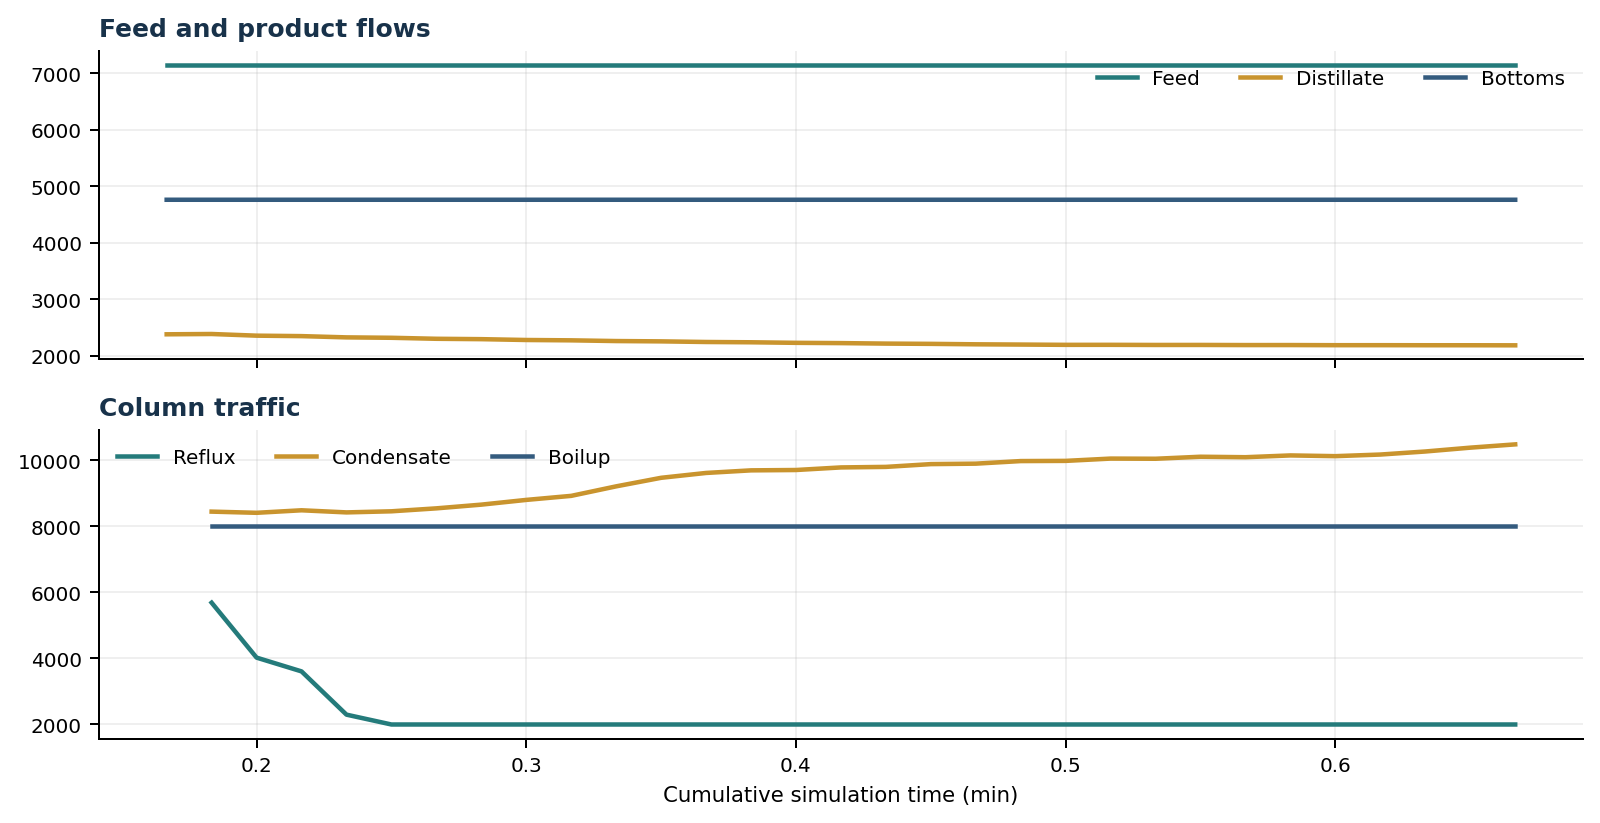 Feed and product flows
7000
Feed Distillate Bottoms
6000
5000
4000
3000
2000
Column traffic
Reflux Condensate Boilup
10000
8000
6000
4000
2000
0.2 0.3 0.4 0.5 0.6
Cumulative simulation time (min)